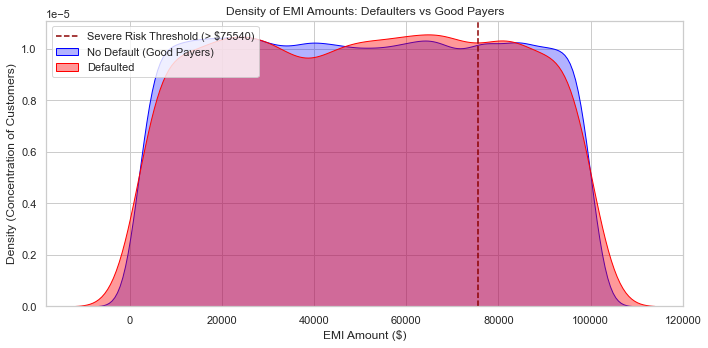 Density of EMI Amounts: Defaulters vs Good Payers
1e−5
Severe Risk Threshold (> $75540)
No Default (Good Payers)
Defaulted
Density (Concentration of Customers)
1.0
0.8
0.6
0.4
0.2
0.0
0 20000 40000 60000 80000 100000 120000
EMI Amount ($)